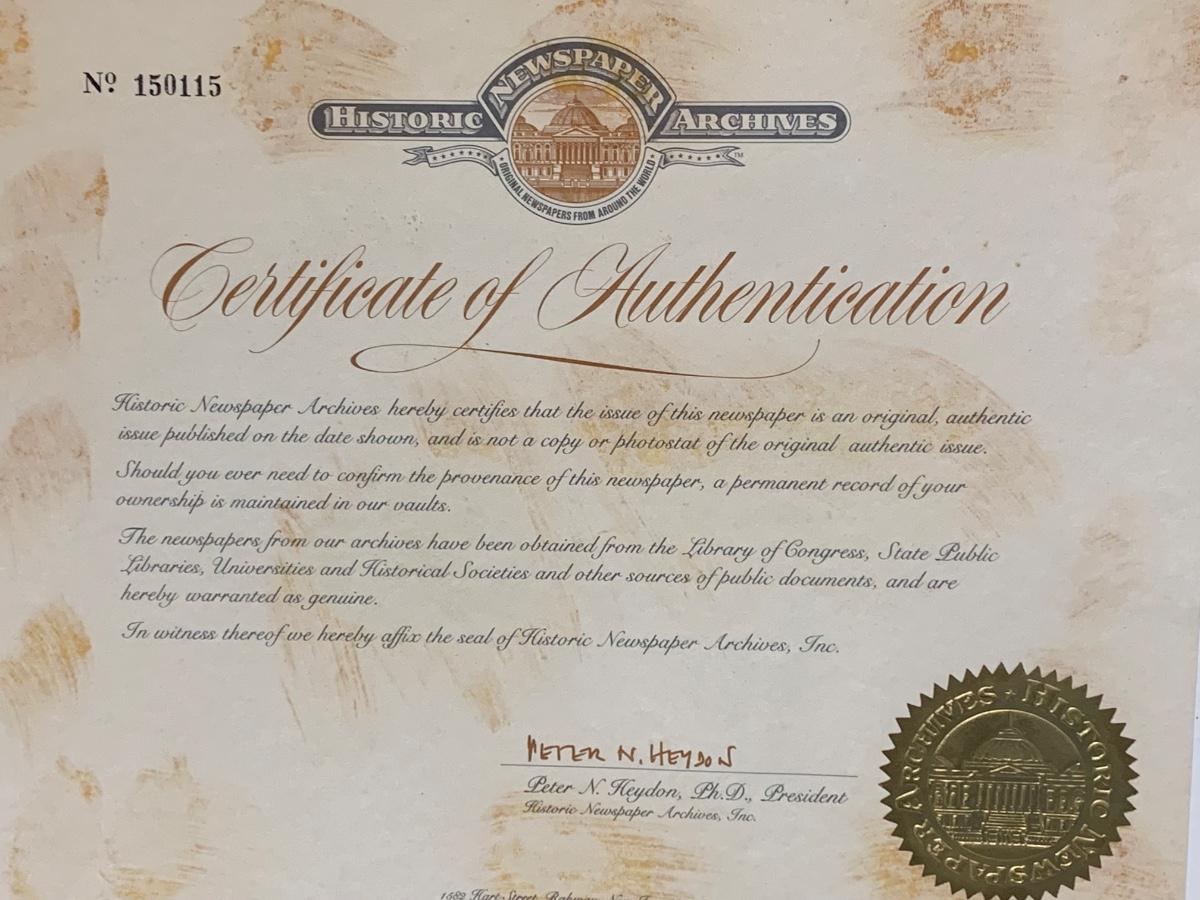 Nº 150115
NEWSPAPER
HISTORIC ARCHIVES
™
ORIGINAL NEWSPAPERS FROM AROUND THE WORLD
Certificate of Authentication
Historic Newspaper Archives hereby certifies that the issue of this newspaper is an original, authentic
issue published on the date shown, and is not a copy or photostat of the original authentic issue.
Should you ever need to confirm the provenance of this newspaper, a permanent record of your
ownership is maintained in our vaults.
The newspapers from our archives have been obtained from the Library of Congress, State Public
Libraries, Universities and Historical Societies and other sources of public documents, and are
hereby warranted as genuine.
In witness thereof we hereby affix the seal of Historic Newspaper Archives, Inc.
PETER N. HEYDON
Peter N. Heydon, Ph.D., President
Historic Newspaper Archives, Inc.
ARCHIVES ★ HISTORIC NEWSPAPER
1582 Hart Street, Rahway, New